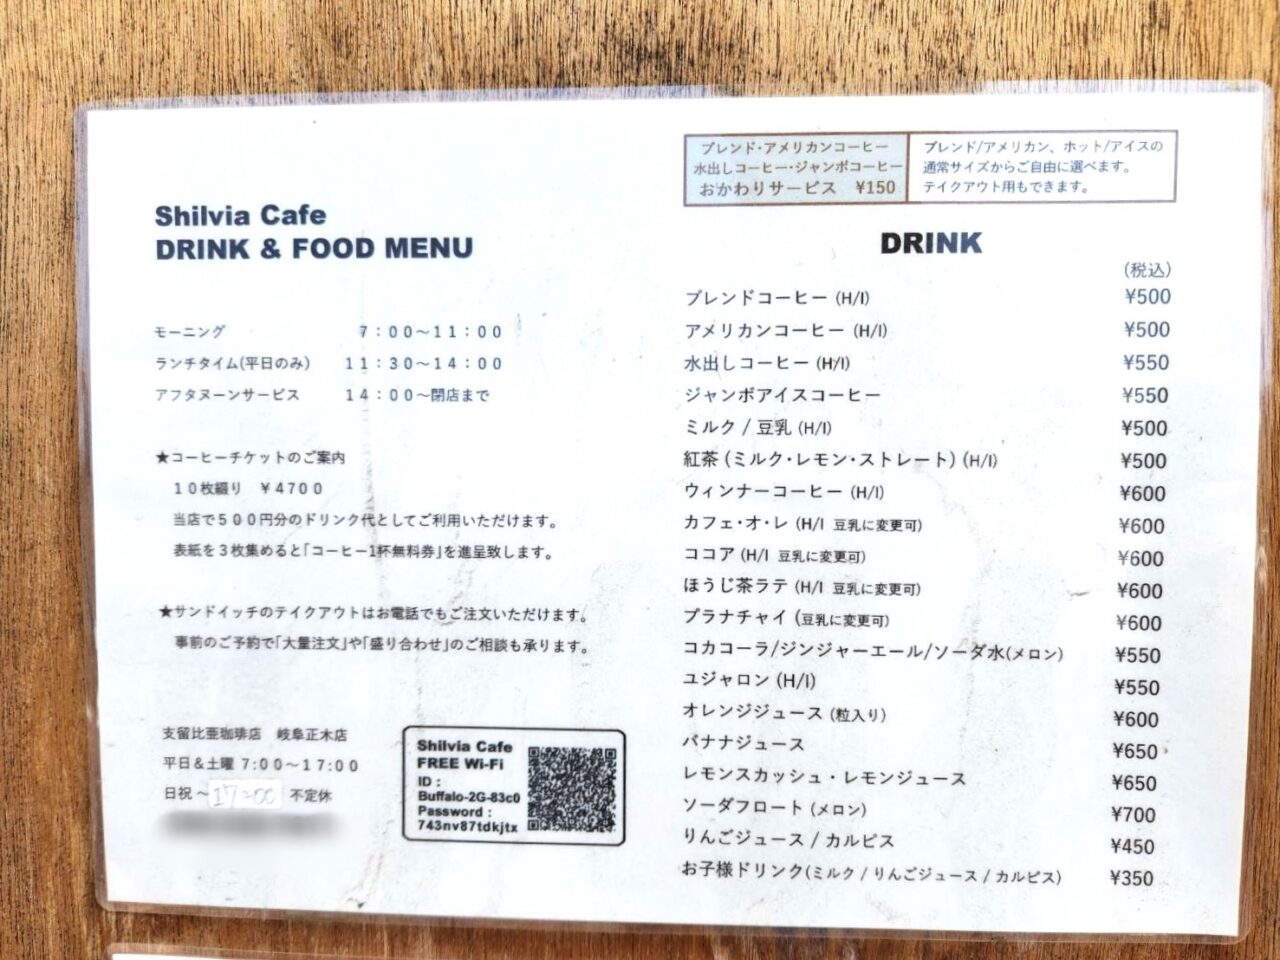 Shilvia Cafe
DRINK & FOOD MENU
モーニング 7:00〜11:00
ランチタイム(平日のみ) 11:30〜14:00
アフタヌーンサービス 14:00〜閉店まで
★コーヒーチケットのご案内
10枚綴り ¥4700
当店で500円分のドリンク代としてご利用いただけます。
表紙を3枚集めると「コーヒー1杯無料券」を進呈致します。
★サンドイッチのテイクアウトはお電話でもご注文いただけます。
事前のご予約で「大量注文」や「盛り合わせ」のご相談も承ります。
支留比亜珈琲店 岐阜正木店
平日&土曜 7:00〜17:00
日祝 〜17:00 不定休
Shilvia Cafe
FREE Wi-Fi
ID :
Buffalo-2G-83c0
Password :
743nv87tdkjtx
ブレンド・アメリカンコーヒー
水出しコーヒー・ジャンボコーヒー
おかわりサービス ¥150
ブレンド/アメリカン、ホット/アイスの
通常サイズからご自由に選べます。
テイクアウト用もできます。
DRINK
(税込)
ブレンドコーヒー (H/I) ¥500
アメリカンコーヒー (H/I) ¥500
水出しコーヒー (H/I) ¥550
ジャンボアイスコーヒー ¥550
ミルク / 豆乳 (H/I) ¥500
紅茶 (ミルク・レモン・ストレート) (H/I) ¥500
ウィンナーコーヒー (H/I) ¥600
カフェ・オ・レ (H/I 豆乳に変更可) ¥600
ココア (H/I 豆乳に変更可) ¥600
ほうじ茶ラテ (H/I 豆乳に変更可) ¥600
プラナチャイ (豆乳に変更可) ¥600
コカコーラ/ジンジャーエール/ソーダ水(メロン) ¥550
ユジャロン (H/I) ¥550
オレンジジュース (粒入り) ¥600
バナナジュース ¥650
レモンスカッシュ・レモンジュース ¥650
ソーダフロート (メロン) ¥700
りんごジュース / カルピス ¥450
お子様ドリンク(ミルク / りんごジュース / カルピス) ¥350